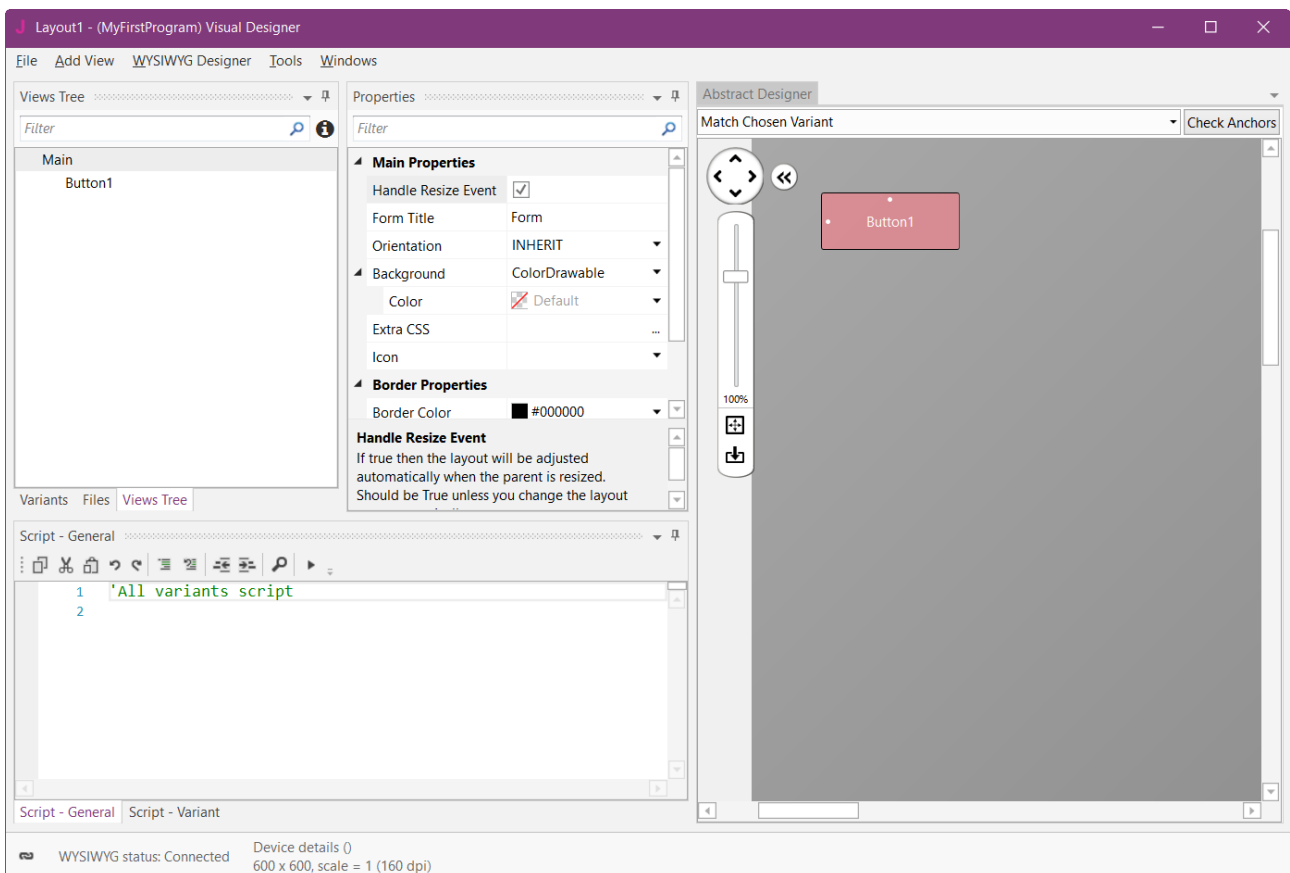 J Layout1 - (MyFirstProgram) Visual Designer
File Add View WYSIWYG Designer Tools Windows
Views Tree
Filter
Main
Button1
Variants Files Views Tree
Properties
Filter
Main Properties
Handle Resize Event
Form Title Form
Orientation INHERIT
Background ColorDrawable
Color Default
Extra CSS ...
Icon
Border Properties
Border Color #000000
Handle Resize Event
If true then the layout will be adjusted
automatically when the parent is resized.
Should be True unless you change the layout
Abstract Designer
Match Chosen Variant Check Anchors
Button1
100%
Script - General
1 'All variants script
2
Script - General Script - Variant
WYSIWYG status: Connected
Device details ()
600 x 600, scale = 1 (160 dpi)